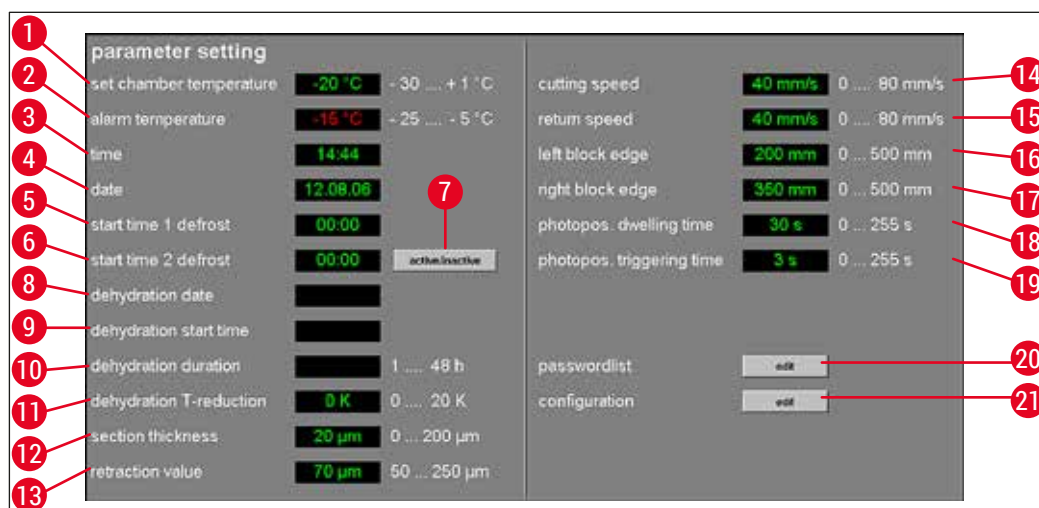 parameter setting
1 set chamber temperature -20 °C - 30 .... + 1 °C
2 alarm temperature -15 °C - 25 .... - 5 °C
3 time 14:44
4 date 12.08.06
5 start time 1 defrost 00:00
6 start time 2 defrost 00:00 7 active/inactive
8 dehydration date
9 dehydration start time
10 dehydration duration 1 .... 48 h
11 dehydration T-reduction 0 K 0 .... 20 K
12 section thickness 20 µm 0 ... 200 µm
13 retraction value 70 µm 50 ... 250 µm
cutting speed 40 mm/s 0 .... 80 mm/s 14
return speed 40 mm/s 0 .... 80 mm/s 15
left block edge 200 mm 0 ... 500 mm 16
right block edge 350 mm 0 ... 500 mm 17
photopos. dwelling time 30 s 0 ... 255 s 18
photopos. triggering time 3 s 0 ... 255 s 19
passwordlist edit 20
configuration edit 21